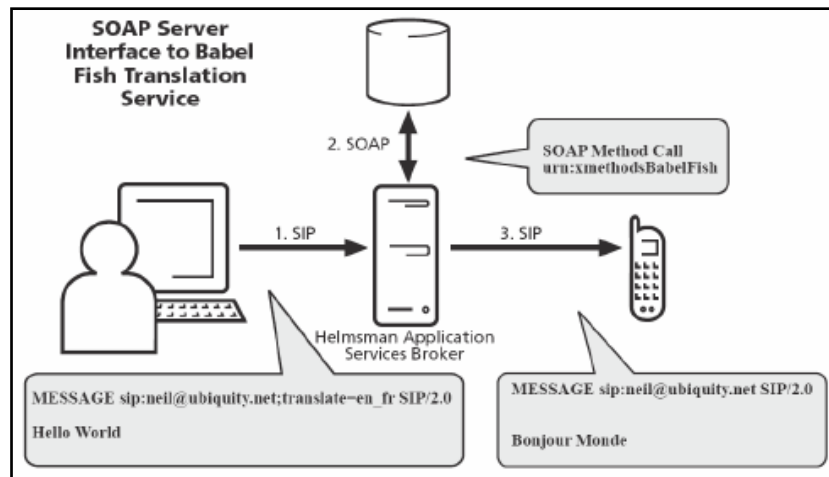 SOAP Server
Interface to Babel
Fish Translation
Service
2. SOAP
SOAP Method Call
urn:xmethodsBabelFish
1. SIP
3. SIP
Helmsman Application
Services Broker
MESSAGE sip:neil@ubiquity.net;translate=en_fr SIP/2.0
Hello World
MESSAGE sip:neil@ubiquity.net SIP/2.0
Bonjour Monde